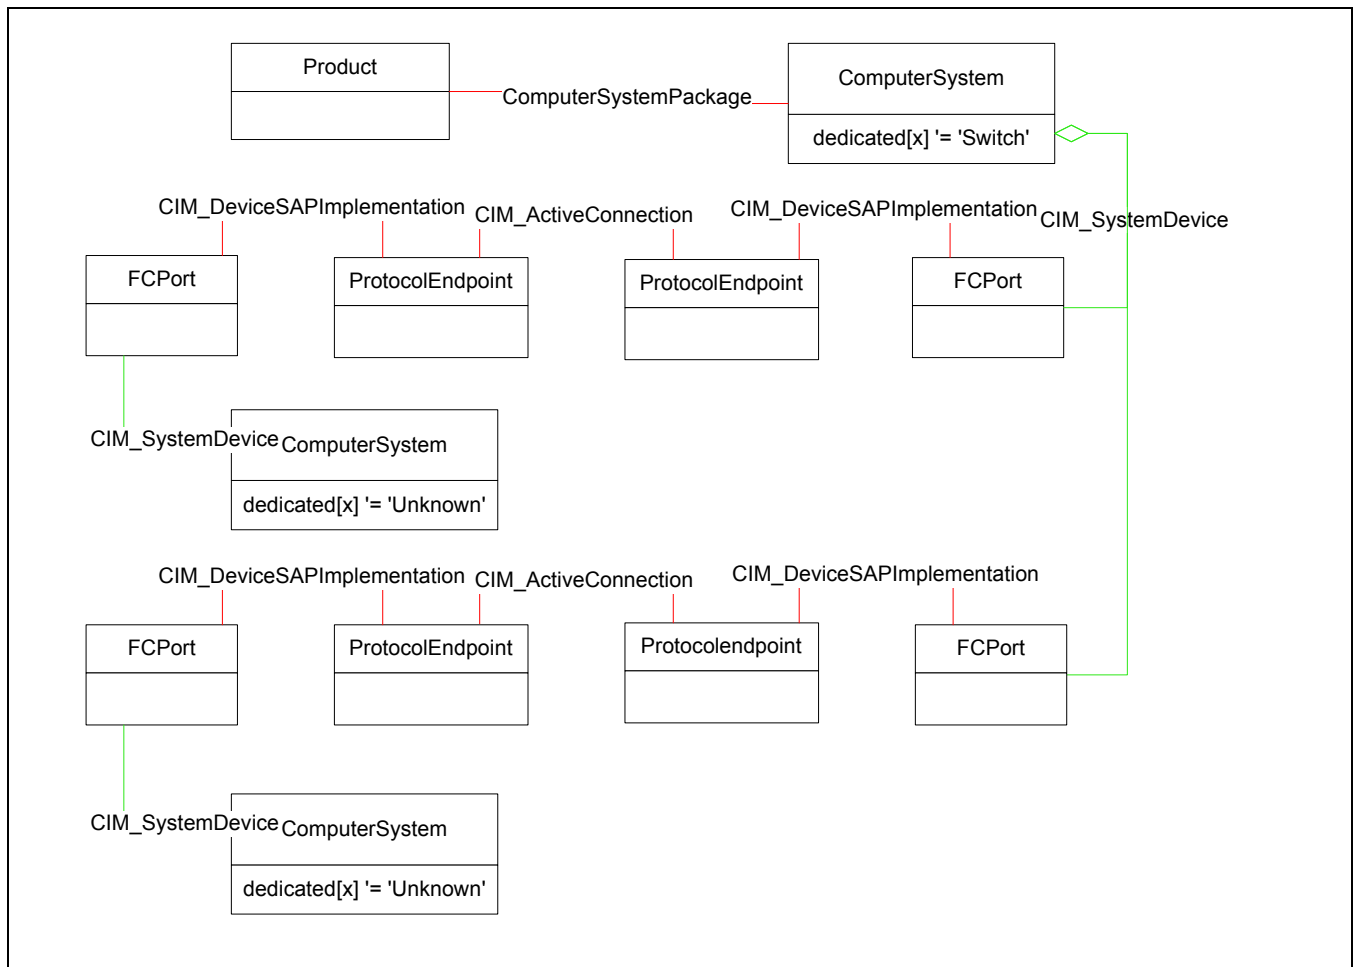 Product
ComputerSystemPackage
ComputerSystem
dedicated[x] '= 'Switch'
CIM_DeviceSAPImplementation
CIM_ActiveConnection
CIM_DeviceSAPImplementation
CIM_SystemDevice
FCPort
ProtocolEndpoint
ProtocolEndpoint
FCPort
CIM_SystemDevice
ComputerSystem
dedicated[x] '= 'Unknown'
CIM_DeviceSAPImplementation
CIM_ActiveConnection
CIM_DeviceSAPImplementation
FCPort
ProtocolEndpoint
Protocolendpoint
FCPort
CIM_SystemDevice
ComputerSystem
dedicated[x] '= 'Unknown'